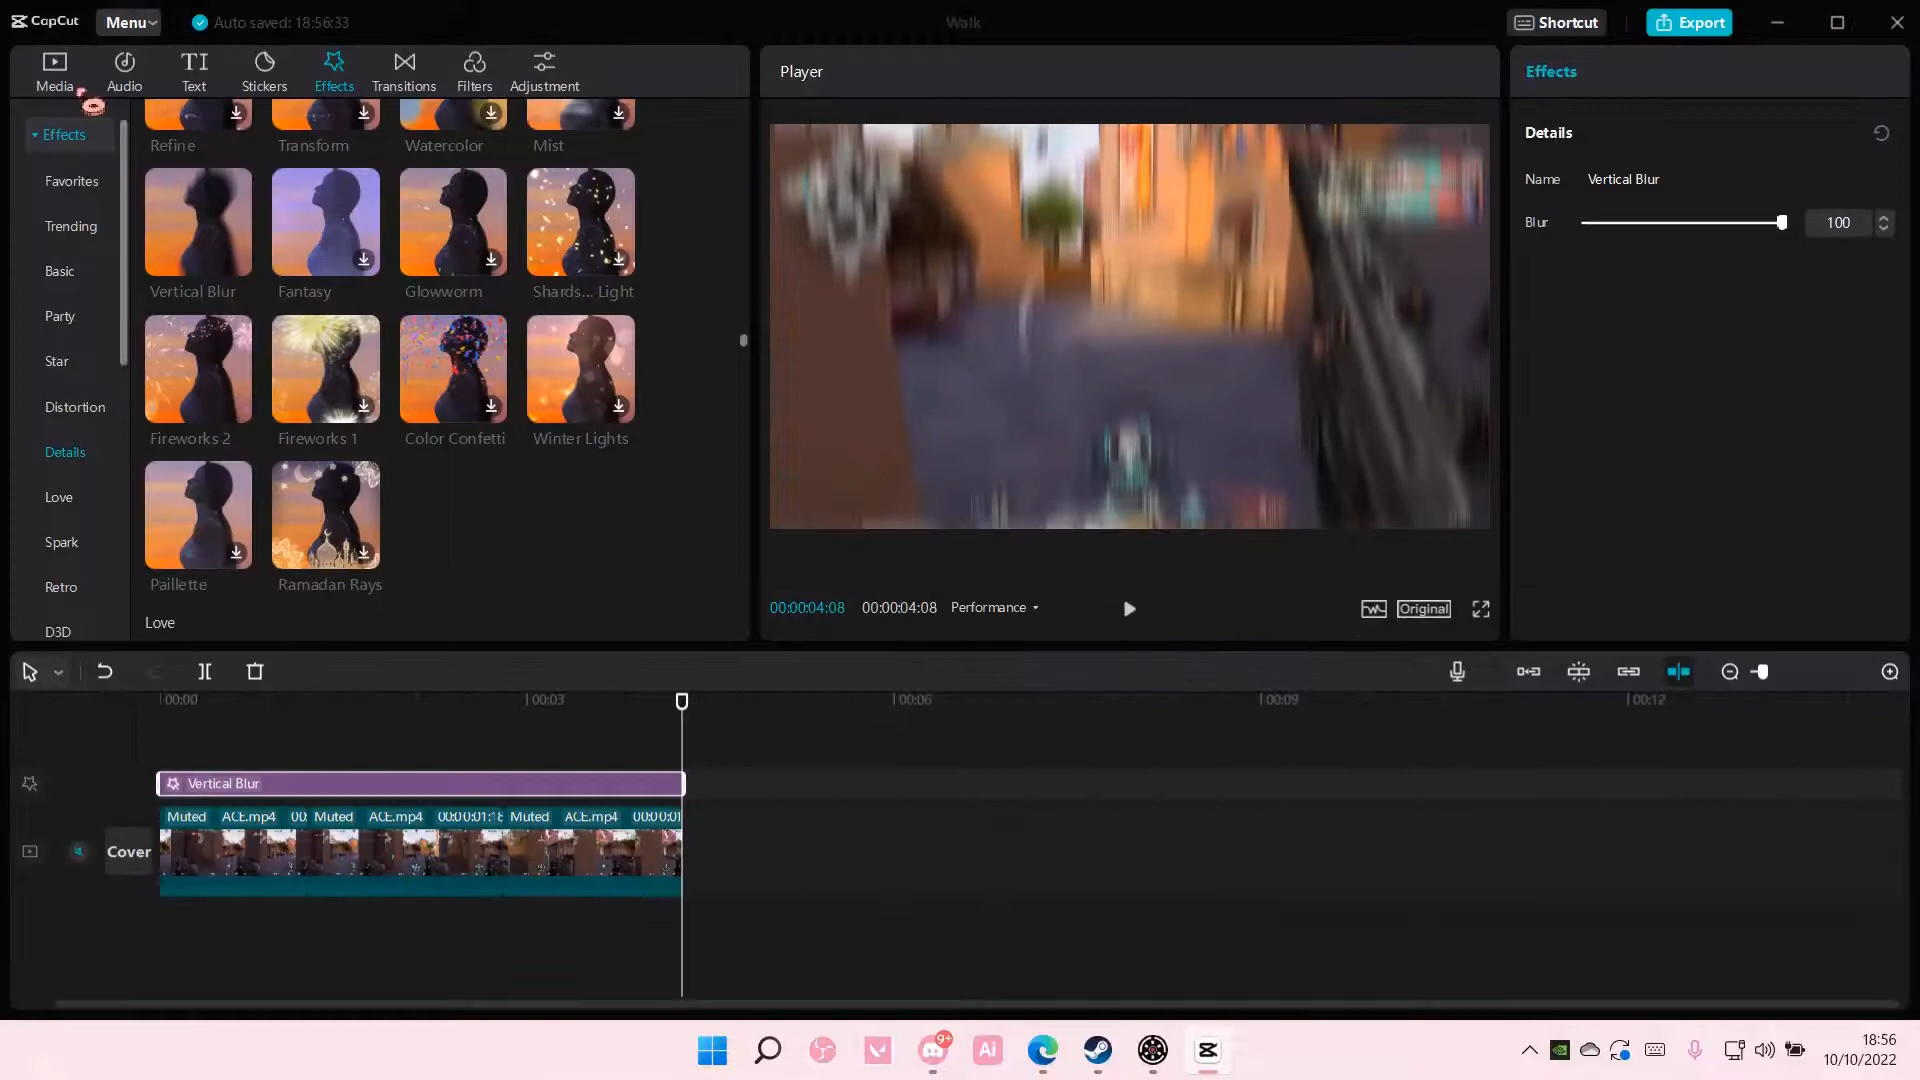 CapCut
Menu
Auto saved: 18:56:33
Walk
Shortcut
Export
Media
Audio
TI
Text
Stickers
Effects
Transitions
Filters
Adjustment
Effects
Favorites
Trending
Basic
Party
Star
Distortion
Details
Love
Spark
Retro
D3D
Refine
Transform
Watercolor
Mist
Vertical Blur
Fantasy
Glowworm
Shards... Light
Fireworks 2
Fireworks 1
Color Confetti
Winter Lights
Paillette
Ramadan Rays
Love
Player
00:00:04:08
00:00:04:08
Performance
Original
Effects
Details
Name
Vertical Blur
Blur
100
00:00
00:03
00:06
00:09
00:12
Vertical Blur
Muted ACE.mp4 00: Muted ACE.mp4 00:00:01:18 Muted ACE.mp4 00:00:01
Cover
9+
Ai
18:56
10/10/2022